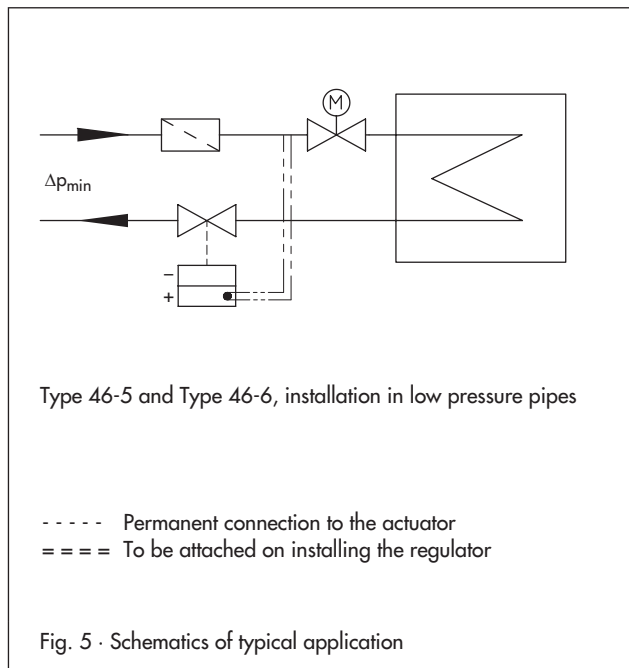 M
Δpmin
−
+
Type 46-5 and Type 46-6, installation in low pressure pipes
- - - - - Permanent connection to the actuator
= = = = To be attached on installing the regulator
Fig. 5 · Schematics of typical application